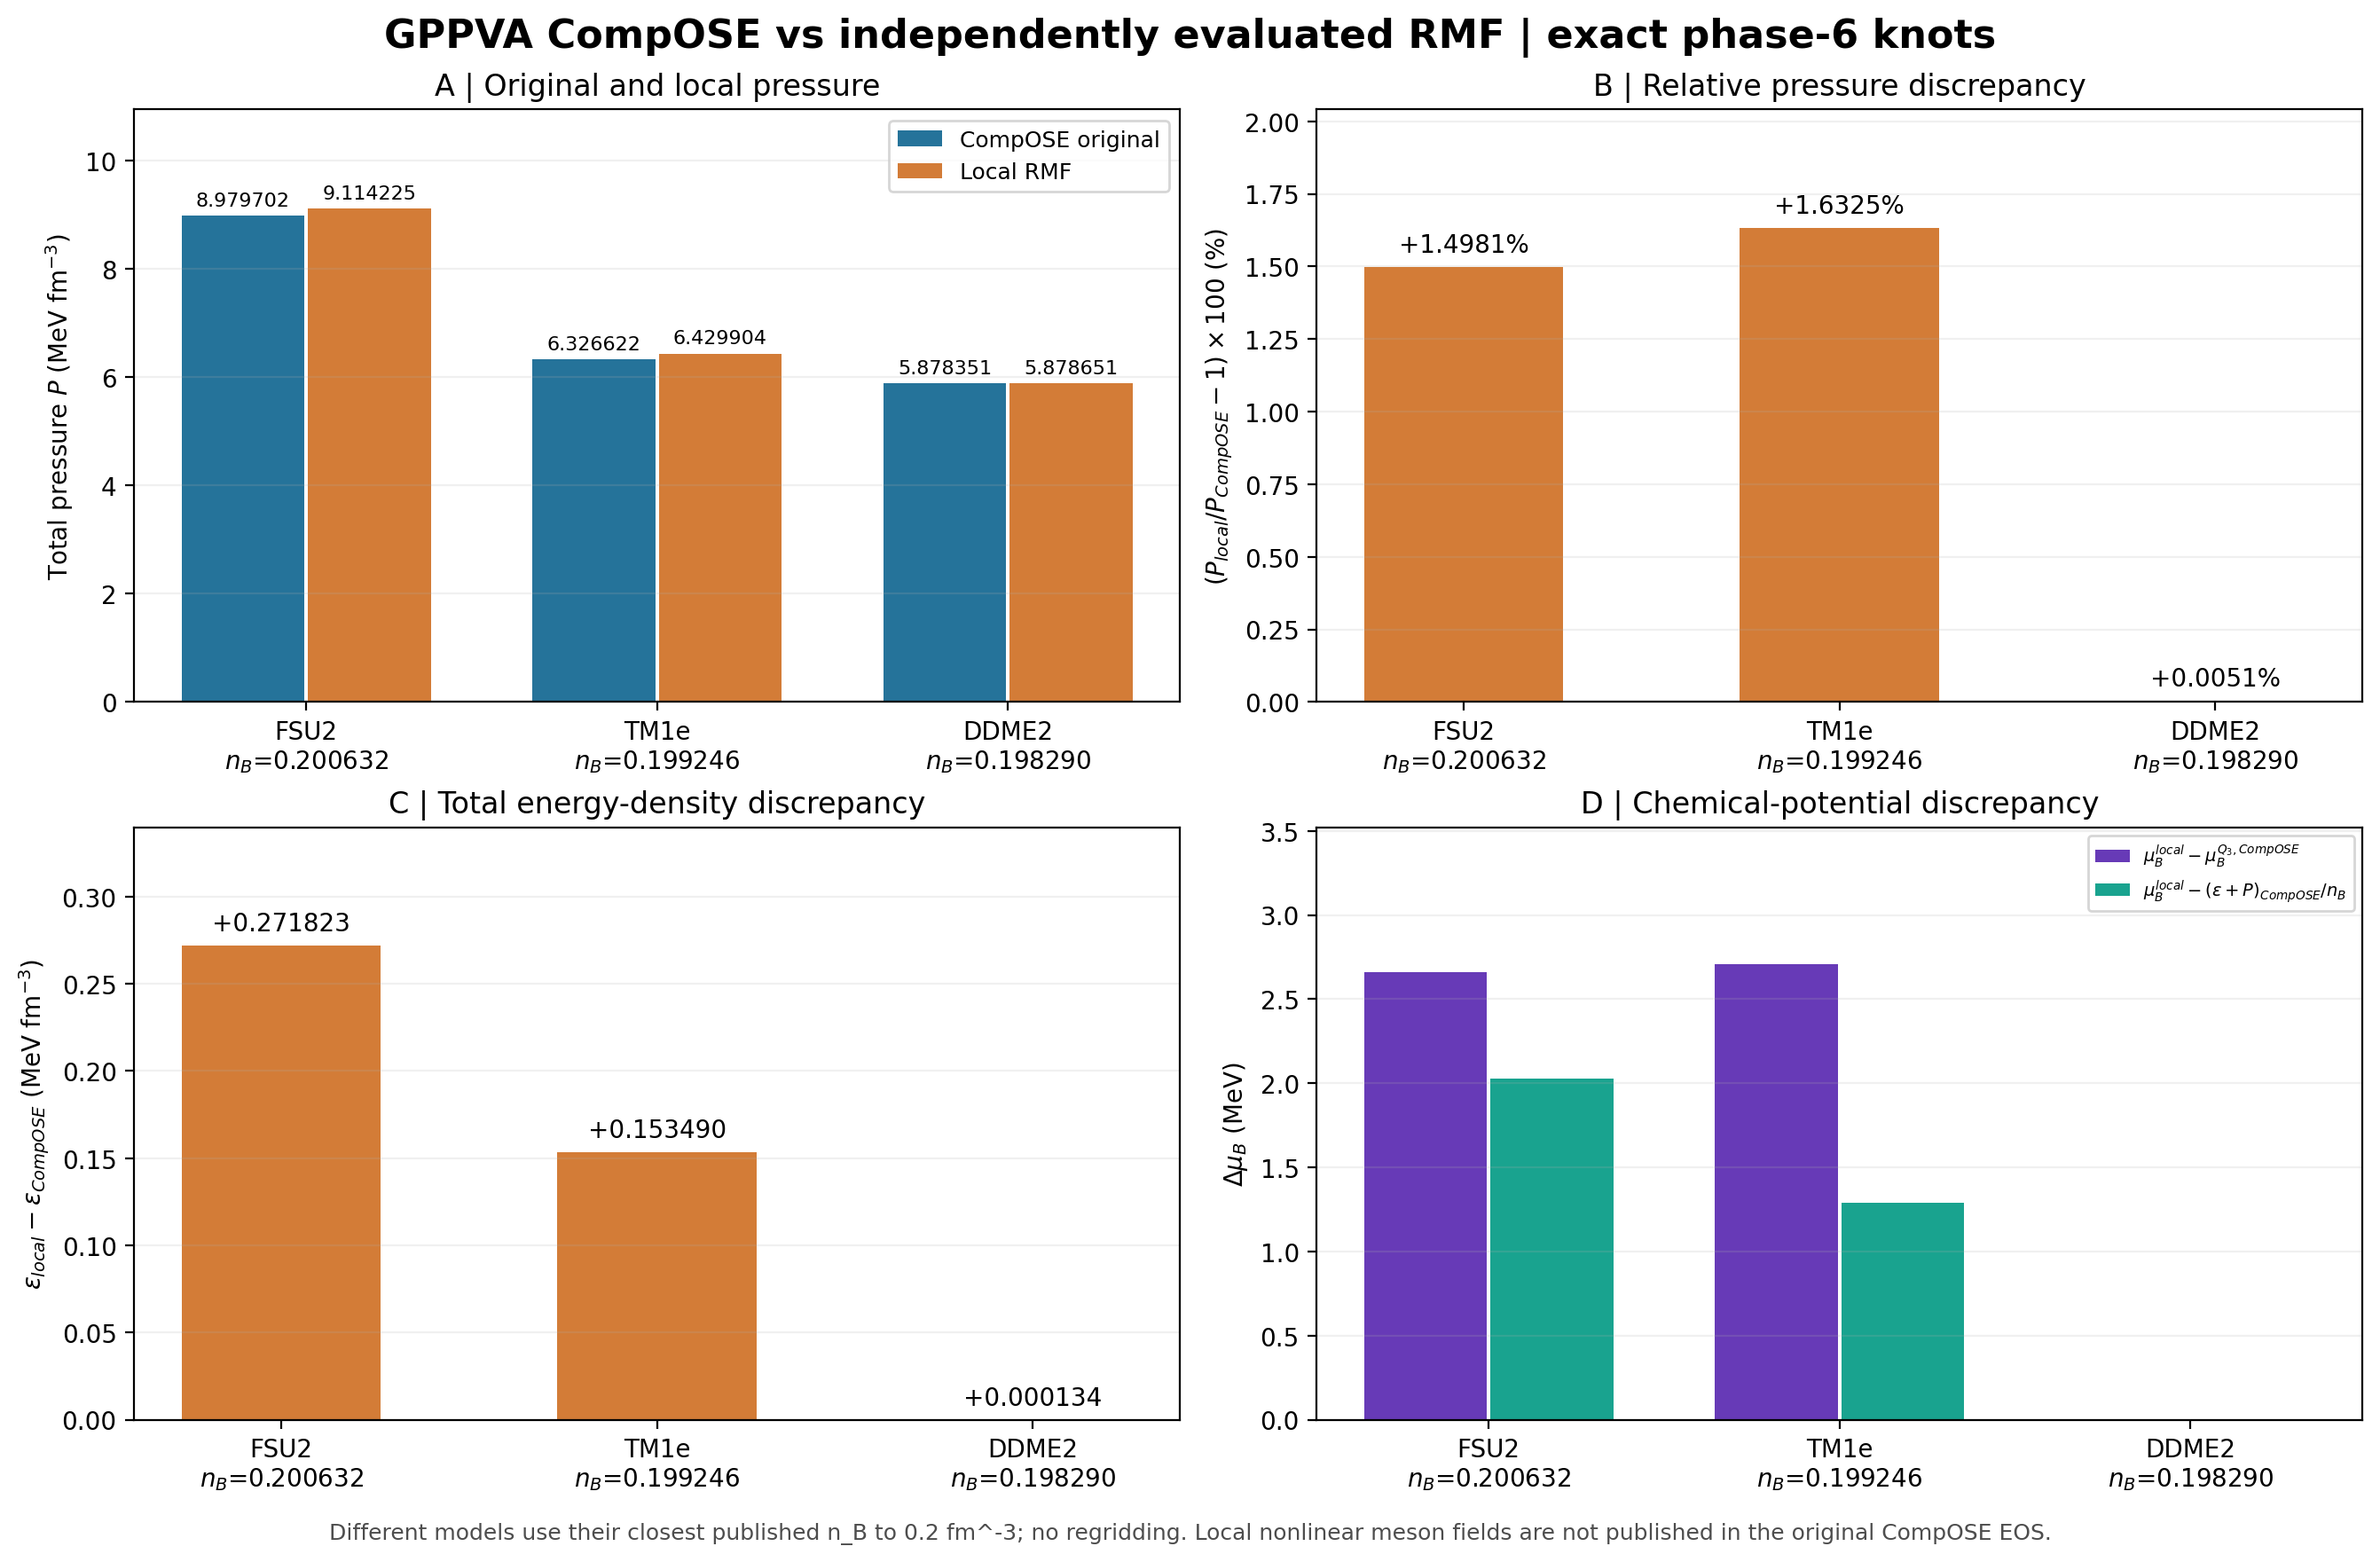 GPPVA CompOSE vs independently evaluated RMF | exact phase-6 knots
A | Original and local pressure
Total pressure P (MeV fm⁻³)
10
8
6
4
2
0
CompOSE original
Local RMF
8.979702
9.114225
6.326622
6.429904
5.878351
5.878651
FSU2
n_B=0.200632
TM1e
n_B=0.199246
DDME2
n_B=0.198290
B | Relative pressure discrepancy
(P_local/P_CompOSE − 1) × 100 (%)
2.00
1.75
1.50
1.25
1.00
0.75
0.50
0.25
0.00
+1.4981%
+1.6325%
+0.0051%
FSU2
n_B=0.200632
TM1e
n_B=0.199246
DDME2
n_B=0.198290
C | Total energy-density discrepancy
ε_local − ε_CompOSE (MeV fm⁻³)
0.30
0.25
0.20
0.15
0.10
0.05
0.00
+0.271823
+0.153490
+0.000134
FSU2
n_B=0.200632
TM1e
n_B=0.199246
DDME2
n_B=0.198290
D | Chemical-potential discrepancy
Δμ_B (MeV)
3.5
3.0
2.5
2.0
1.5
1.0
0.5
0.0
μ_B^local − μ_B^{Q₃,CompOSE}
μ_B^local − (ε + P)_CompOSE/n_B
FSU2
n_B=0.200632
TM1e
n_B=0.199246
DDME2
n_B=0.198290
Different models use their closest published n_B to 0.2 fm^-3; no regridding. Local nonlinear meson fields are not published in the original CompOSE EOS.